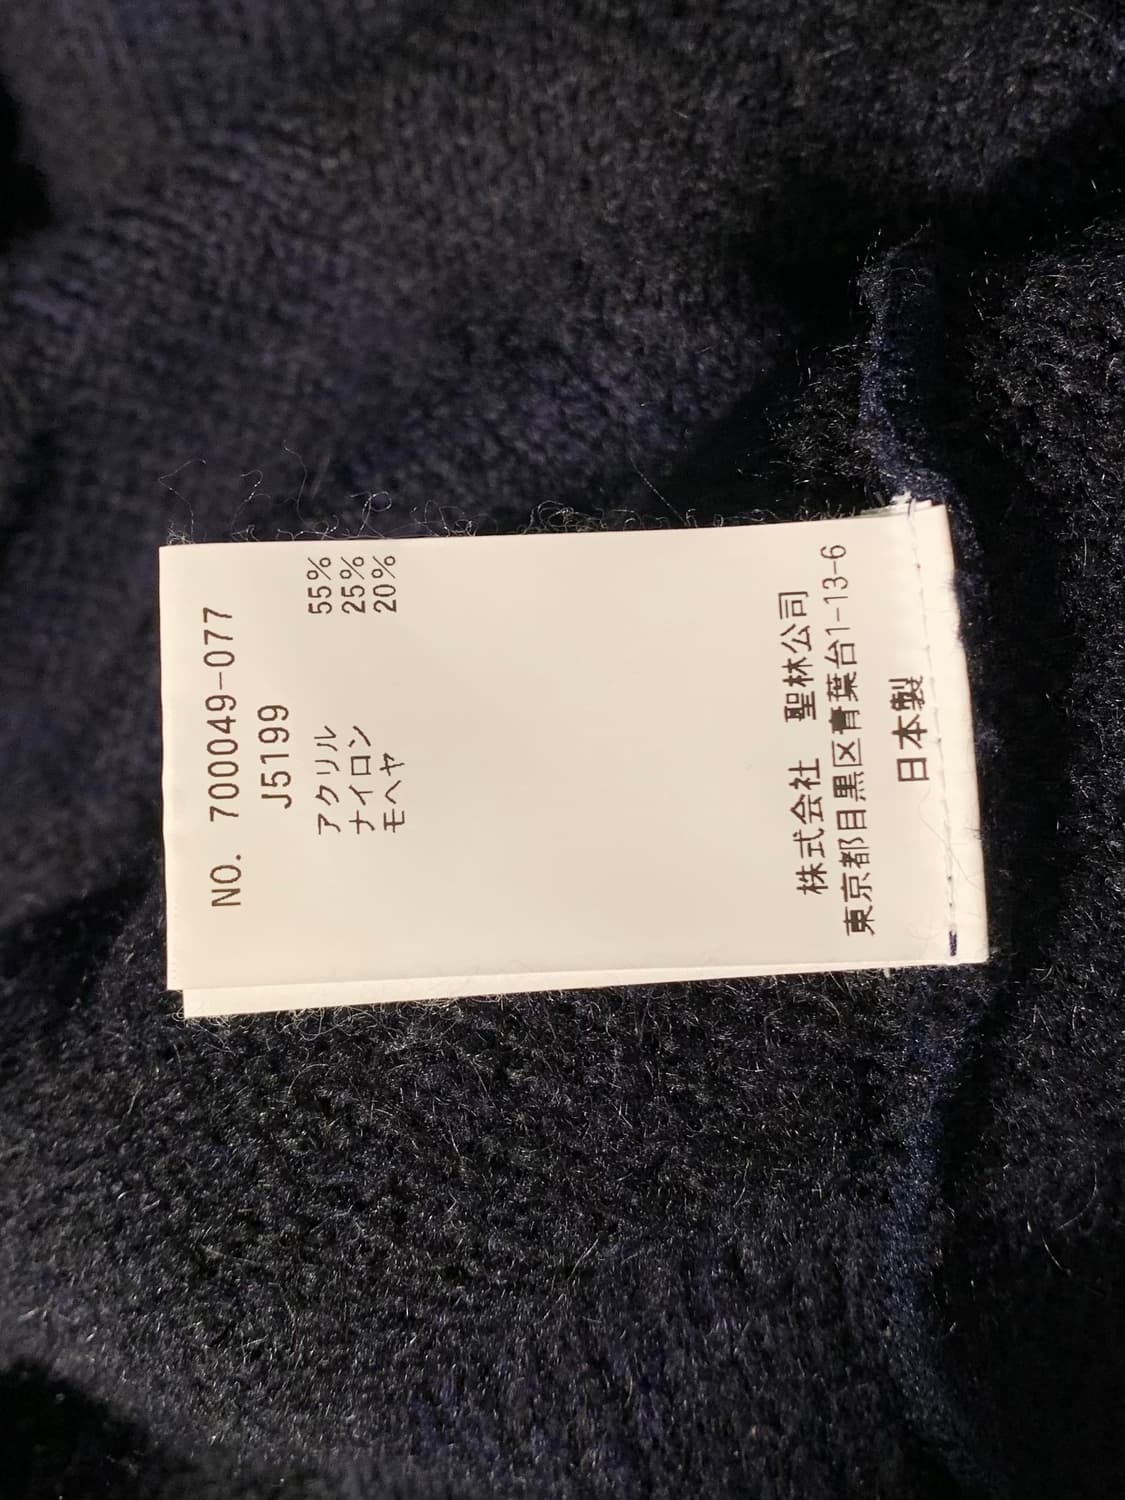 NO. 700049-077
J5199
アクリル 55%
ナイロン 25%
モヘヤ 20%
株式会社 聖林公司
東京都目黒区青葉台1-13-6
日本製